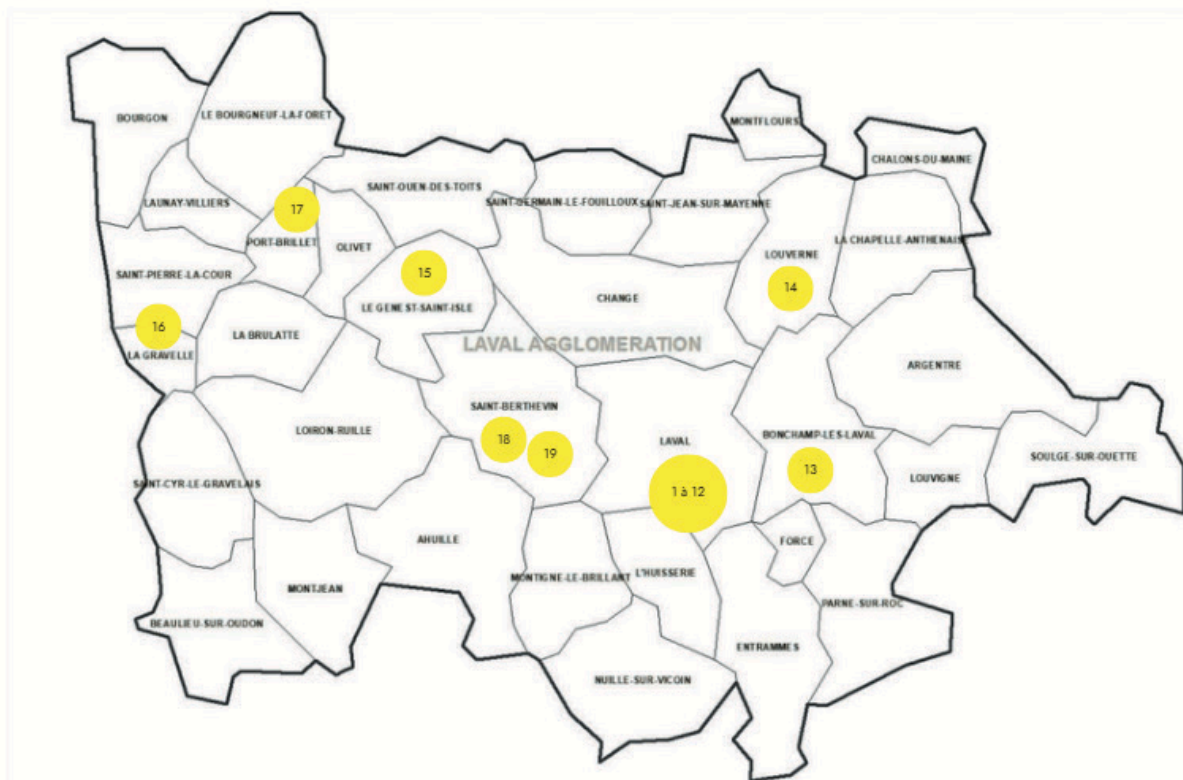 MONTFLOURS
BOURGON
LE BOURGNEUF-LA-FORET
CHALONS-DU-MAINE
SAINT-OUEN-DES-TOITS
LAUNAY-VILLIERS
SAINT-GERMAIN-LE-FOUILLOUX
SAINT-JEAN-SUR-MAYENNE
17
PORT-BRILLET
OLIVET
LA CHAPELLE-ANTHENAISE
LOUVERNE
SAINT-PIERRE-LA-COUR
15
14
CHANGE
LE GENEST-SAINT-ISLE
16
LA BRULATTE
LAVAL AGGLOMERATION
LA GRAVELLE
ARGENTRE
SAINT-BERTHEVIN
LOIRON-RUILLE
18
19
LAVAL
BONCHAMP-LES-LAVAL
13
SOULGE-SUR-OUETTE
LOUVIGNE
SAINT-CYR-LE-GRAVELAIS
1 à 12
AHUILLE
FORCE
MONTIGNE-LE-BRILLANT
L'HUISSERIE
MONTJEAN
PARNE-SUR-ROC
BEAULIEU-SUR-OUDON
ENTRAMMES
NUILLE-SUR-VICOIN